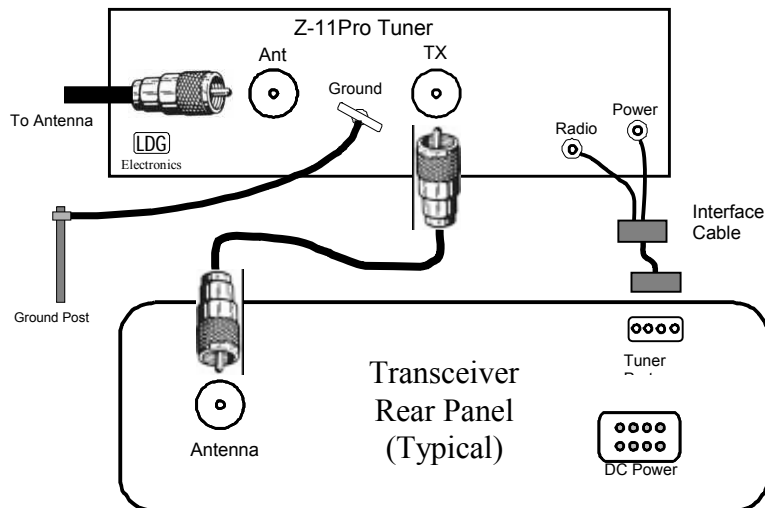 Z-11Pro Tuner
Ant
TX
Ground
Power
Radio
To Antenna
LDG
Electronics
Interface
Cable
Ground Post
Tuner
Transceiver
Rear Panel
(Typical)
Antenna
DC Power